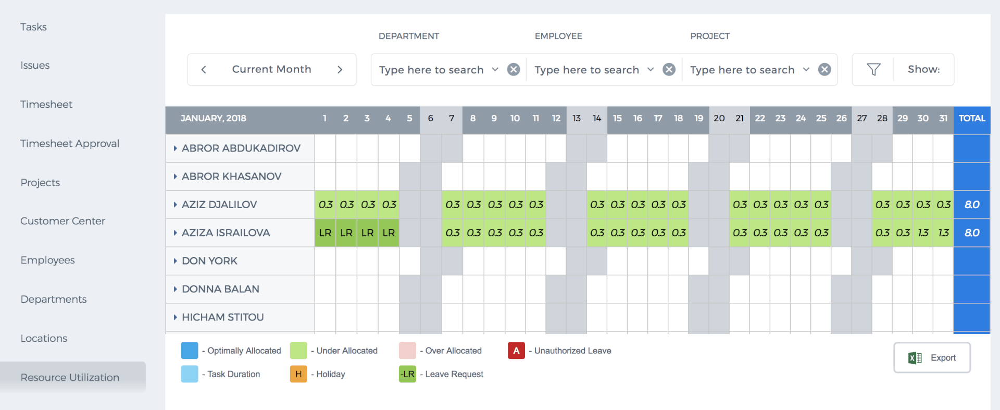 Tasks
Issues
Timesheet
Timesheet Approval
Projects
Customer Center
Employees
Departments
Locations
Resource Utilization
DEPARTMENT EMPLOYEE PROJECT
Current Month Type here to search Type here to search Type here to search Show:
JANUARY, 2018 1 2 3 4 5 6 7 8 9 10 11 12 13 14 15 16 17 18 19 20 21 22 23 24 25 26 27 28 29 30 31 TOTAL
ABROR ABDUKADIROV
ABROR KHASANOV
AZIZ DJALILOV 0.3 0.3 0.3 0.3 0.3 0.3 0.3 0.3 0.3 0.3 0.3 0.3 0.3 0.3 0.3 0.3 0.3 0.3 0.3 0.3 0.3 0.3 0.3 8.0
AZIZA ISRAILOVA LR LR LR LR 0.3 0.3 0.3 0.3 0.3 0.3 0.3 0.3 0.3 0.3 0.3 0.3 0.3 0.3 0.3 0.3 0.3 1.3 1.3 8.0
DON YORK
DONNA BALAN
HICHAM STITOU
- Optimally Allocated - Under Allocated - Over Allocated A - Unauthorized Leave
- Task Duration H - Holiday -LR - Leave Request
Export